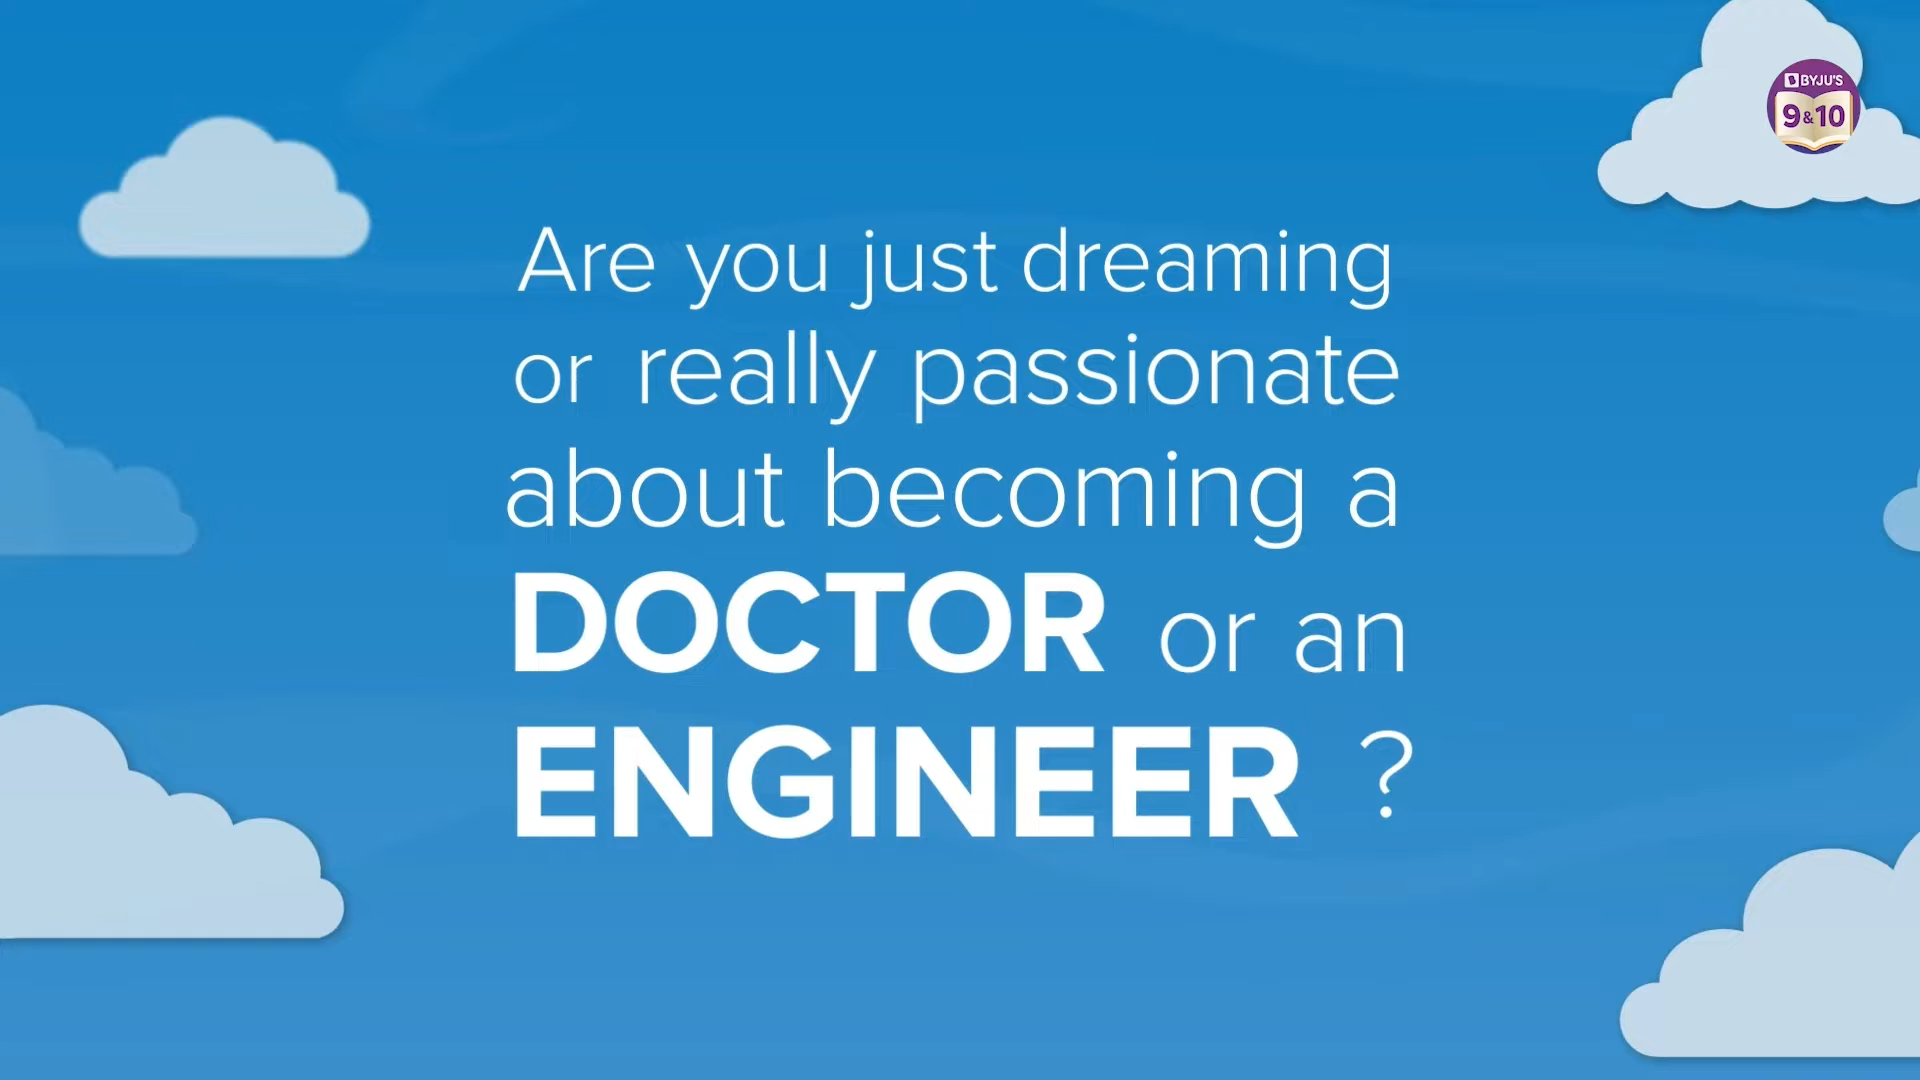 BYJU'S
9&10
Are you just dreaming
or really passionate
about becoming a
DOCTOR or an
ENGINEER ?